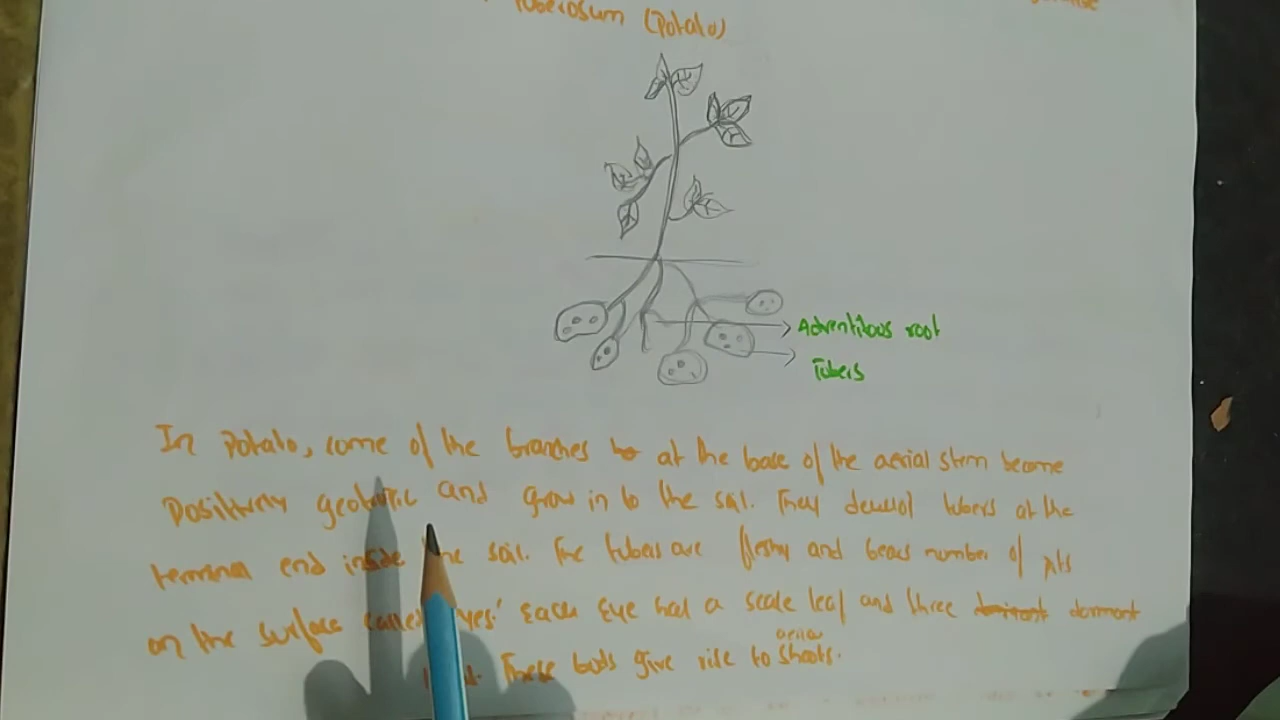 Tuberosum (Potato)
Adventitous root
Tubers
In Potato, come of the branches at the base of the aerial stem become
Positively geotropic and grow in to the soil. They develop tubers at the
terminal end inside the soil. The tubers are fleshy and bears number of pits
on the surface called 'eyes'. Each Eye has a scale leaf and three dormant
aerial
These buds give rise to shoots.